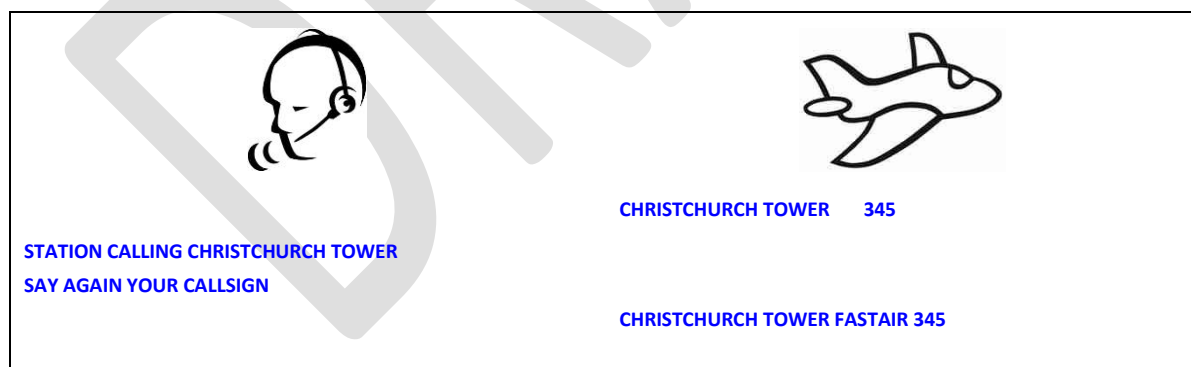 CHRISTCHURCH TOWER 345
STATION CALLING CHRISTCHURCH TOWER
SAY AGAIN YOUR CALLSIGN
CHRISTCHURCH TOWER FASTAIR 345